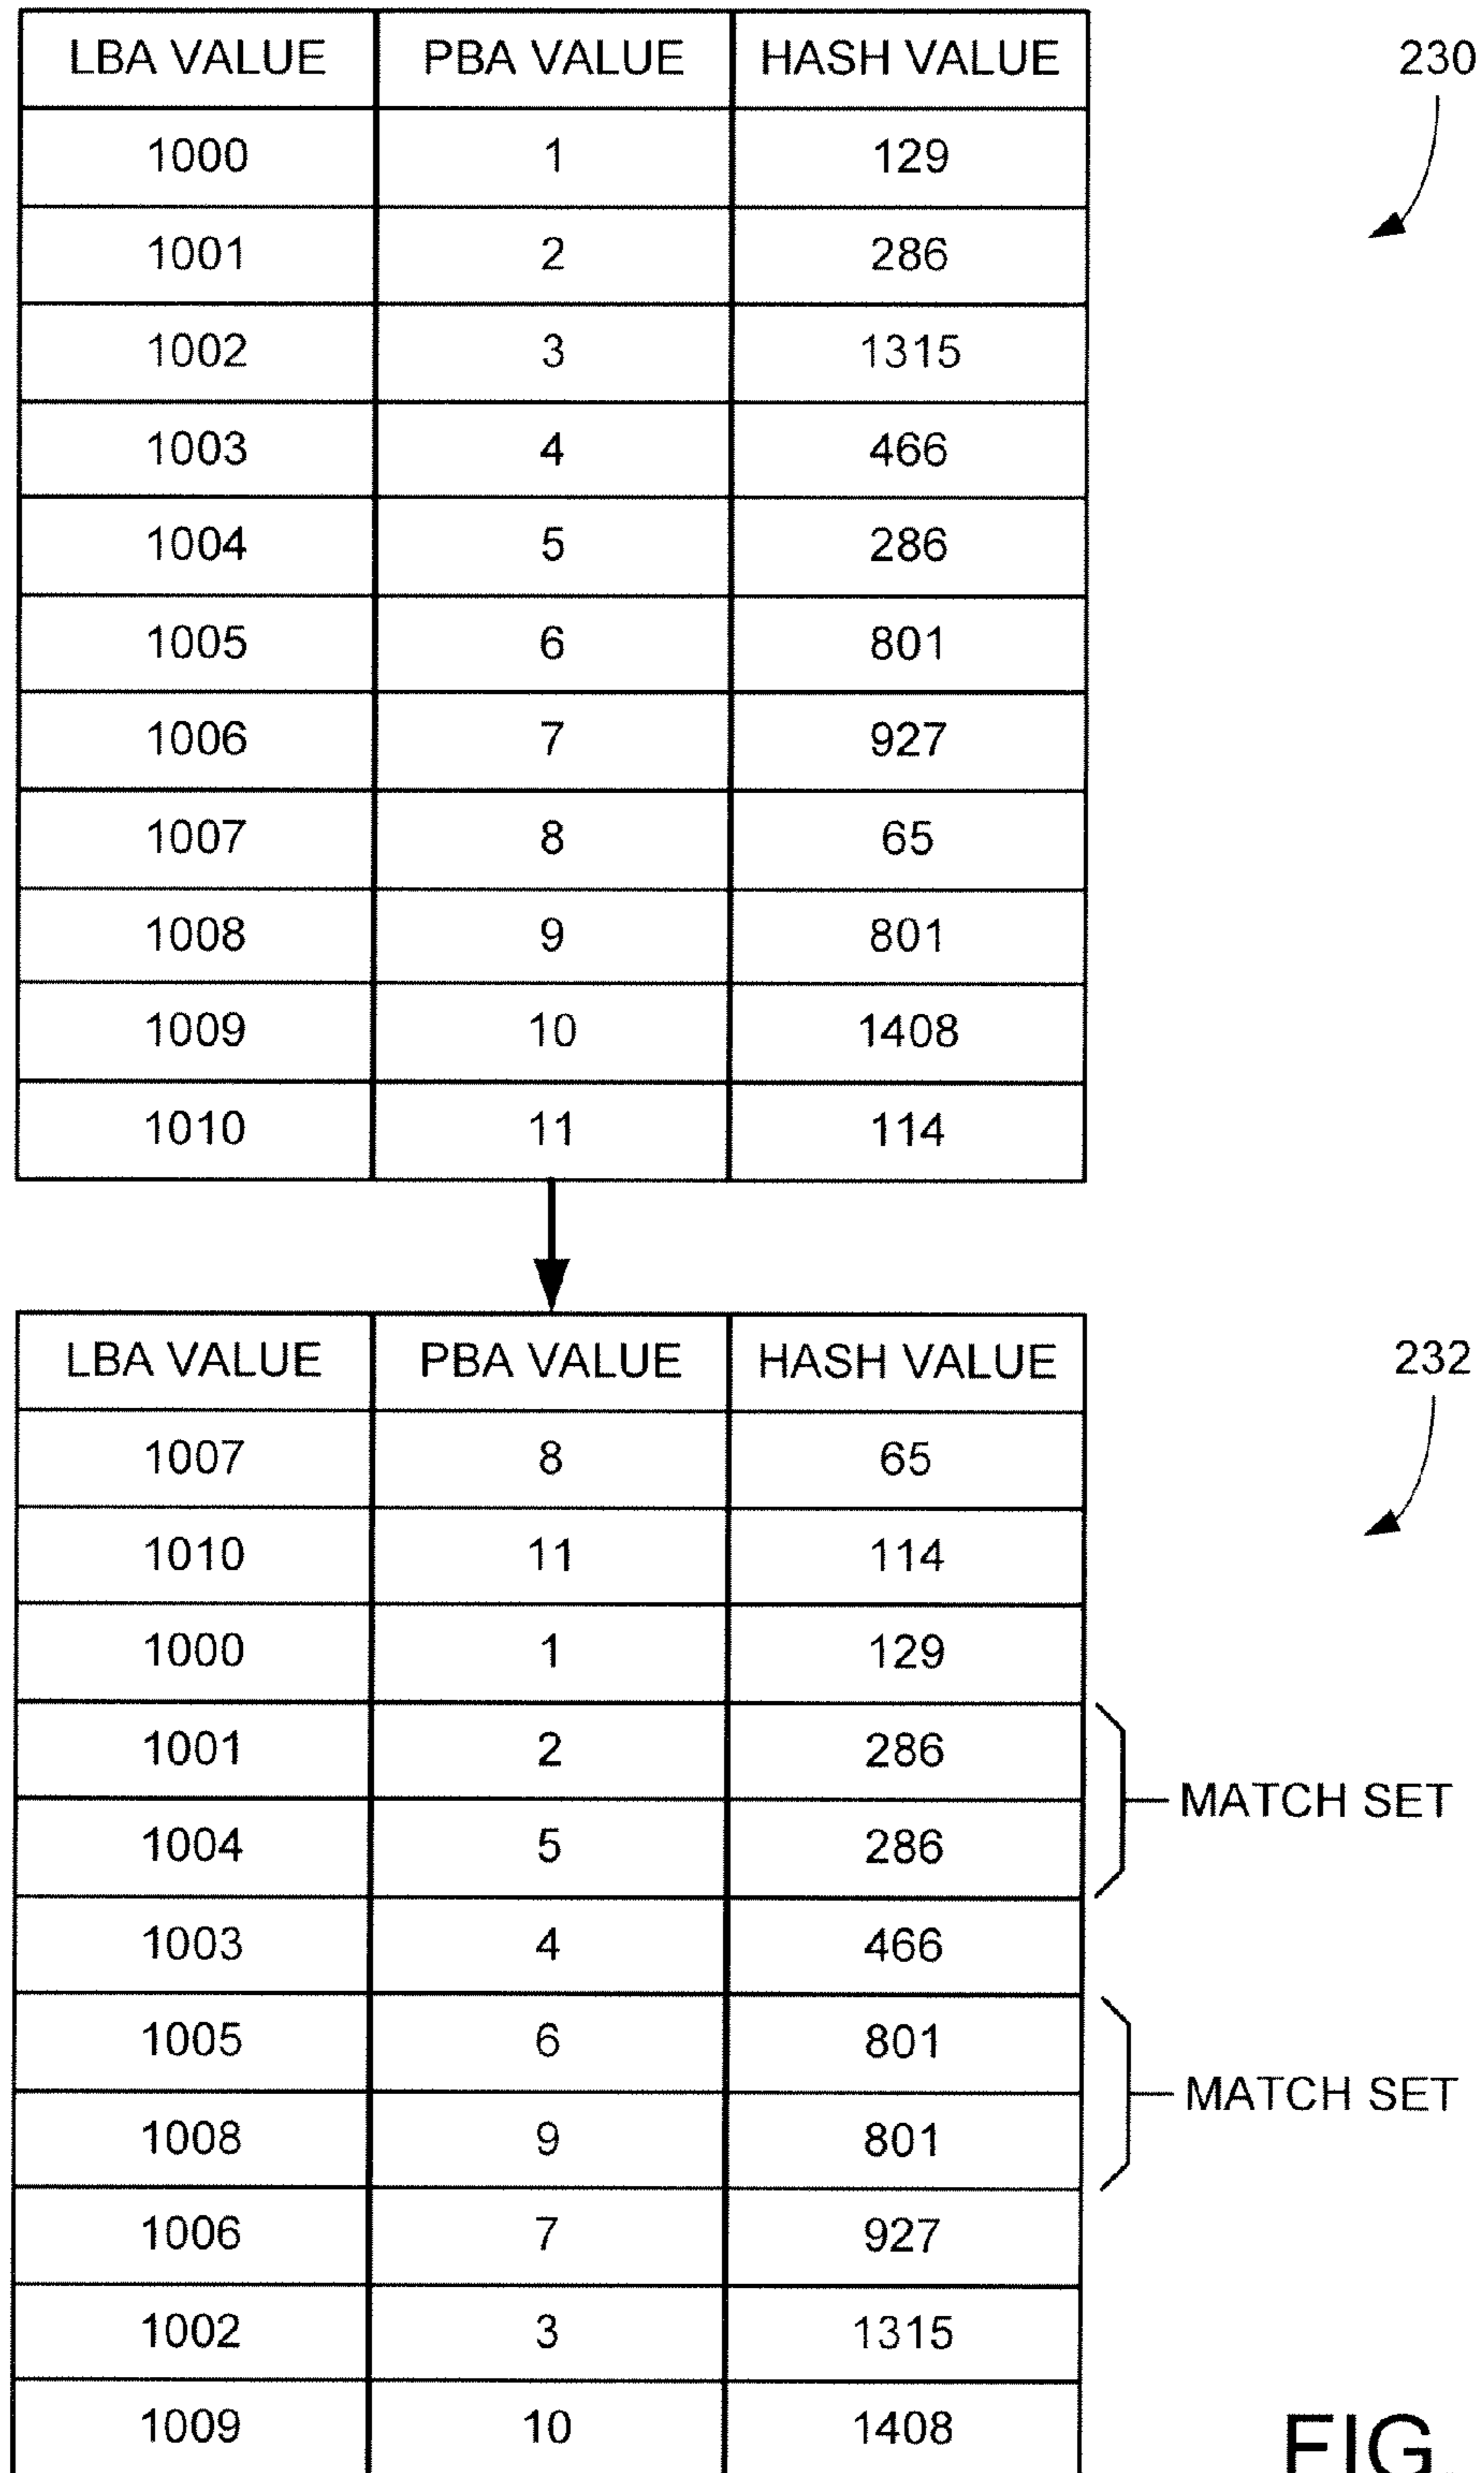 LBA VALUE PBA VALUE HASH VALUE 230
1000 1 129
1001 2 286
1002 3 1315
1003 4 466
1004 5 286
1005 6 801
1006 7 927
1007 8 65
1008 9 801
1009 10 1408
1010 11 114
LBA VALUE PBA VALUE HASH VALUE 232
1007 8 65
1010 11 114
1000 1 129
1001 2 286
MATCH SET
1004 5 286
1003 4 466
1005 6 801
MATCH SET
1008 9 801
1006 7 927
1002 3 1315
1009 10 1408
FIG.